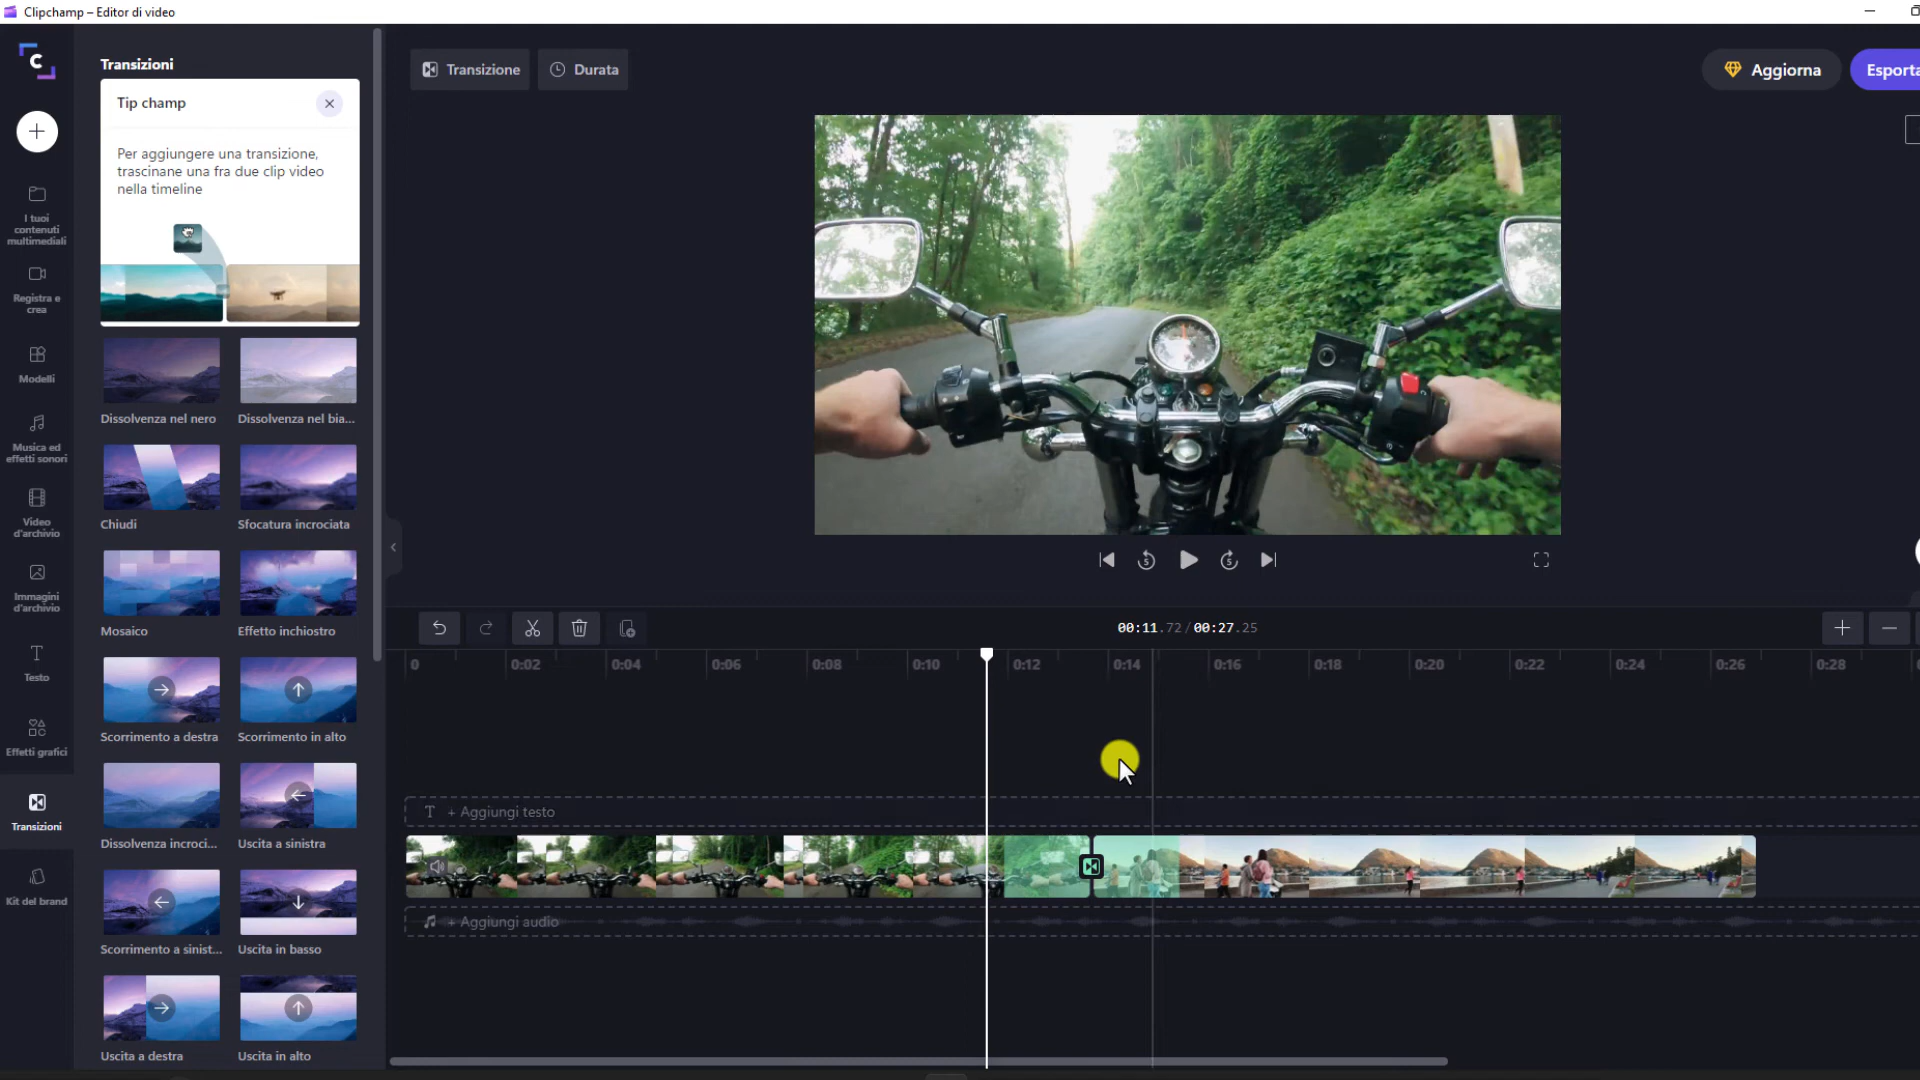 Clipchamp – Editor di video
Transizioni
Tip champ
Per aggiungere una transizione,
trascinane una fra due clip video
nella timeline
Transizione
Durata
Aggiorna
Esporta
I tuoi
contenuti
multimediali
Registra e
crea
Modelli
Musica ed
effetti sonori
Video
d'archivio
Immagini
d'archivio
Testo
Effetti grafici
Transizioni
Kit del brand
Dissolvenza nel nero
Dissolvenza nel bia...
Chiudi
Sfocatura incrociata
Mosaico
Effetto inchiostro
Scorrimento a destra
Scorrimento in alto
Dissolvenza incroci...
Uscita a sinistra
Scorrimento a sinist...
Uscita in basso
Uscita a destra
Uscita in alto
5
5
00:11.72/00:27.25
0
0:02
0:04
0:06
0:08
0:10
0:12
0:14
0:16
0:18
0:20
0:22
0:24
0:26
0:28
T + Aggiungi testo
+ Aggiungi audio